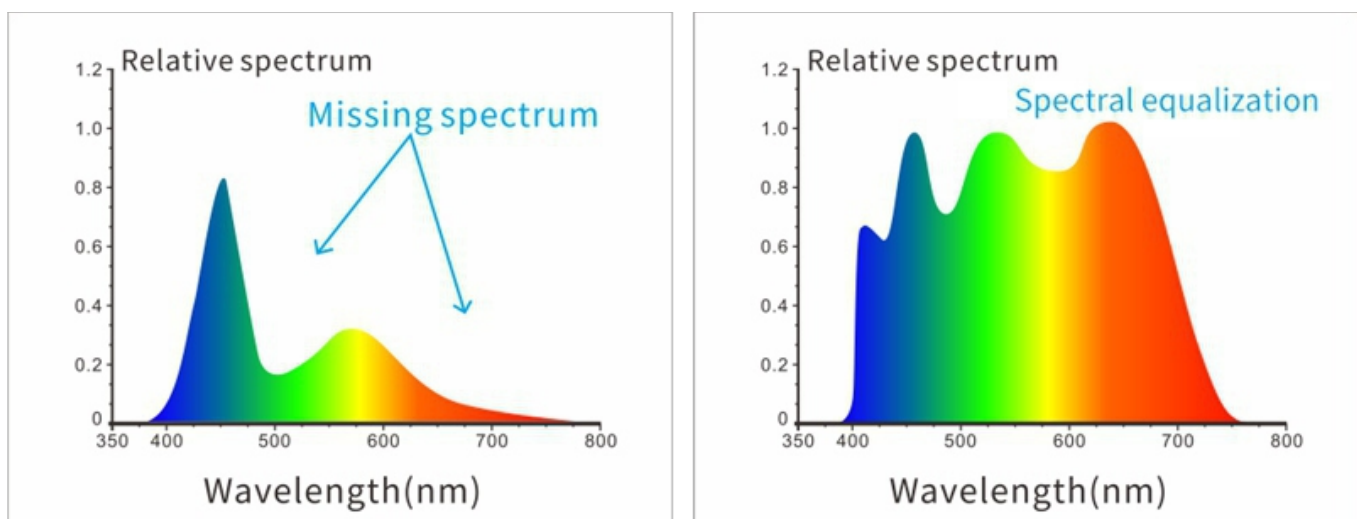 Relative spectrum
Missing spectrum
1.2
1.0
0.8
0.6
0.4
0.2
0
350 400 500 600 700 800
Wavelength(nm)
Relative spectrum
Spectral equalization
1.2
1.0
0.8
0.6
0.4
0.2
0
350 400 500 600 700 800
Wavelength(nm)